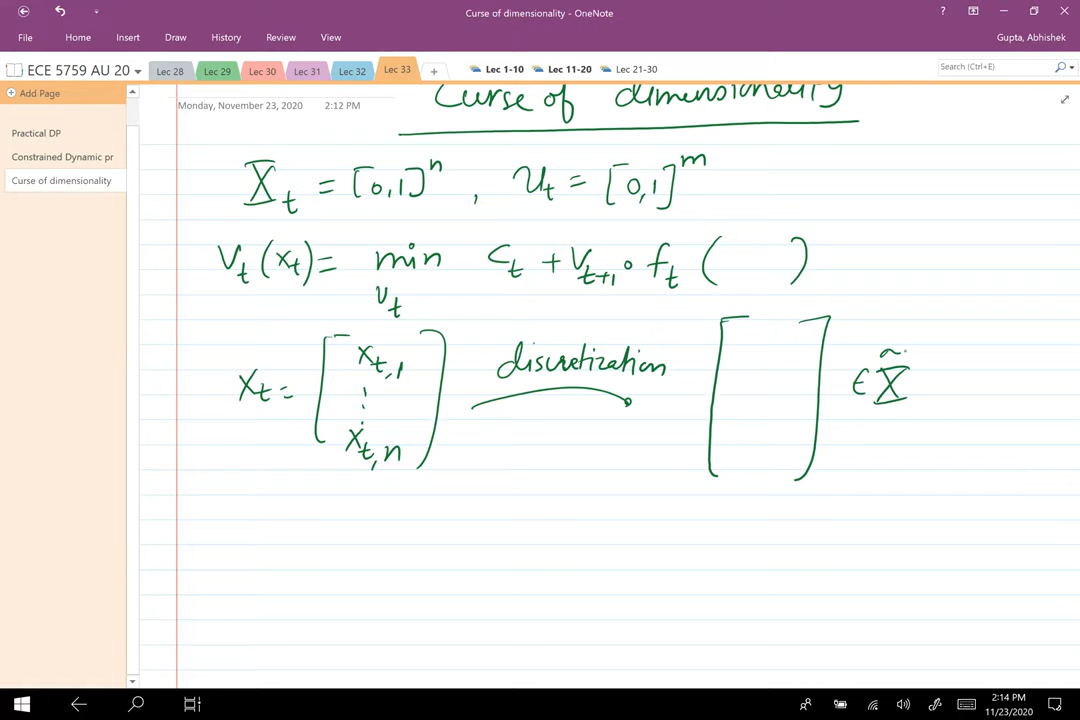 Curse of dimensionality - OneNote
?
File Home Insert Draw History Review View Gupta, Abhishek
ECE 5759 AU 20 Lec 28 Lec 29 Lec 30 Lec 31 Lec 32 Lec 33 + Lec 1-10 Lec 11-20 Lec 21-30 Search (Ctrl+E)
Add Page
Practical DP
Constrained Dynamic pr
Curse of dimensionality
Monday, November 23, 2020 2:12 PM
Curse of dimensionality
X_t = [0,1]^n , U_t = [0,1]^m
V_t(x_t) = min_{u_t} C_t + V_{t+1} ∘ f_t ( )
x_t = [ x_{t,1} ⋮ x_{t,n} ] discretization [ ] ∈ X̃
2:14 PM
11/23/2020